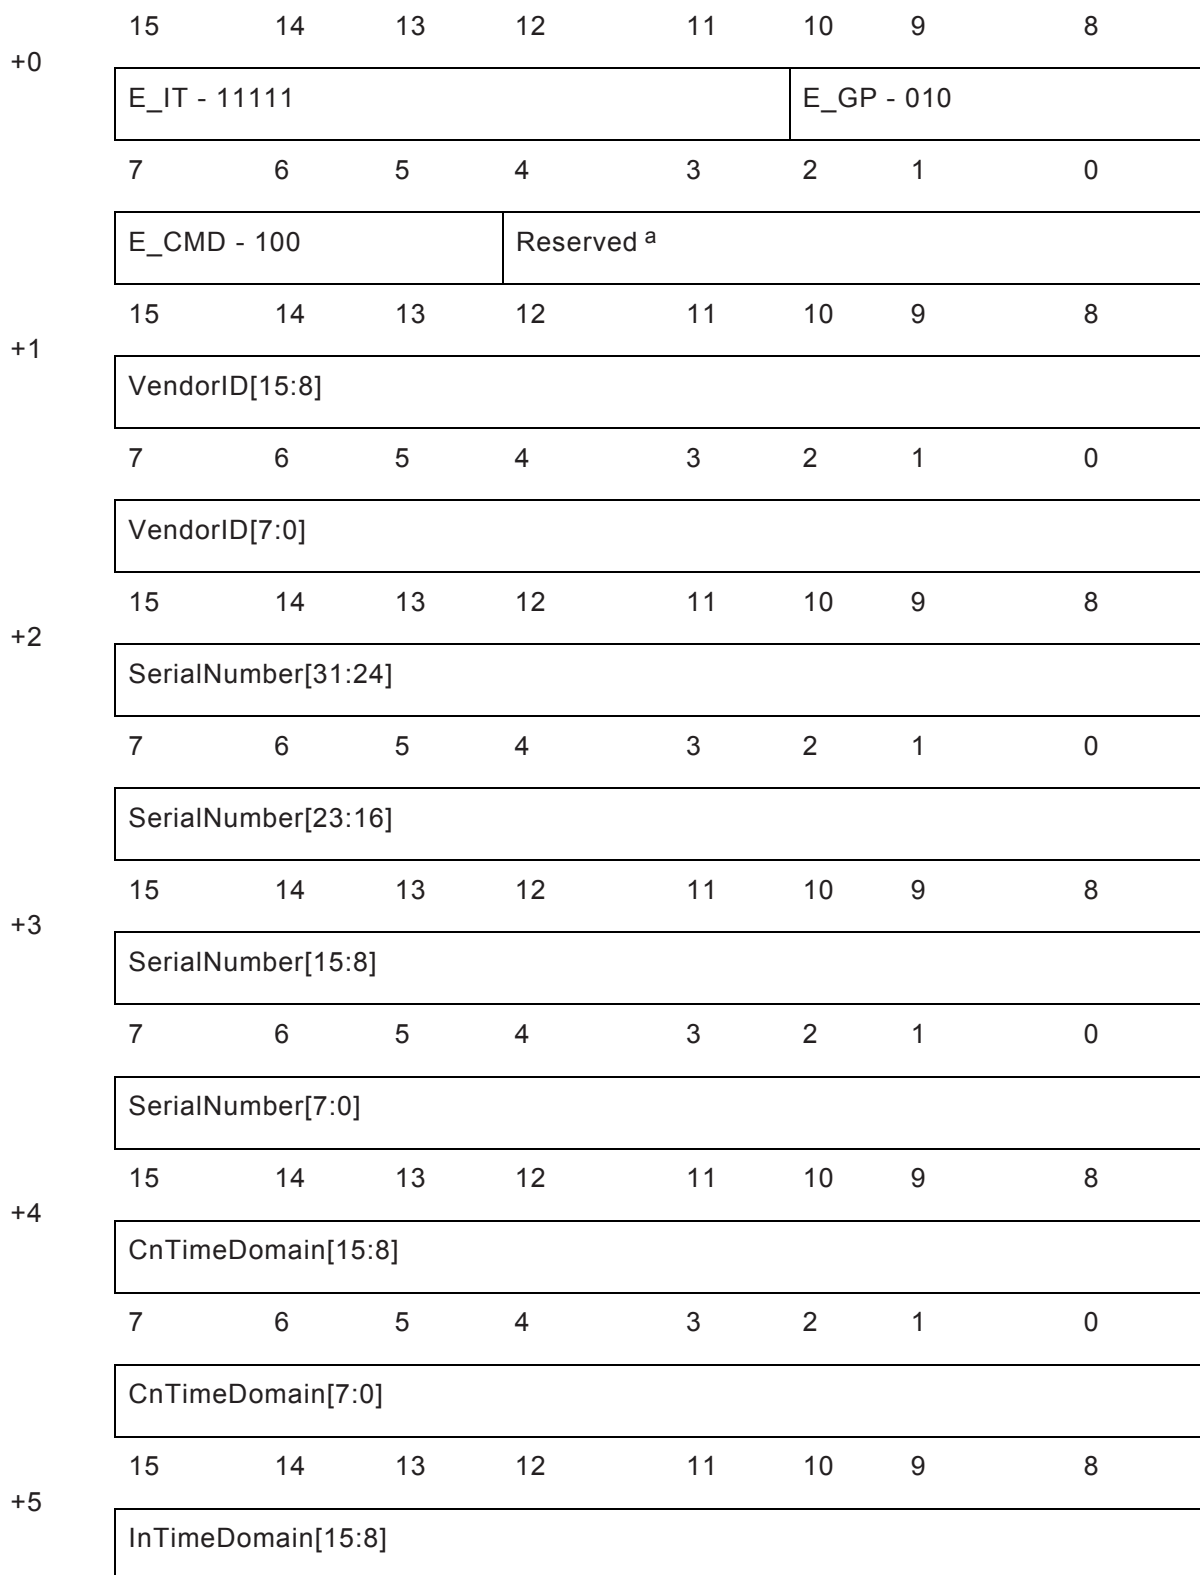 15 14 13 12 11 10 9 8
+0
E_IT - 11111 E_GP - 010
7 6 5 4 3 2 1 0
E_CMD - 100 Reserved a
15 14 13 12 11 10 9 8
+1
VendorID[15:8]
7 6 5 4 3 2 1 0
VendorID[7:0]
15 14 13 12 11 10 9 8
+2
SerialNumber[31:24]
7 6 5 4 3 2 1 0
SerialNumber[23:16]
15 14 13 12 11 10 9 8
+3
SerialNumber[15:8]
7 6 5 4 3 2 1 0
SerialNumber[7:0]
15 14 13 12 11 10 9 8
+4
CnTimeDomain[15:8]
7 6 5 4 3 2 1 0
CnTimeDomain[7:0]
15 14 13 12 11 10 9 8
+5
InTimeDomain[15:8]